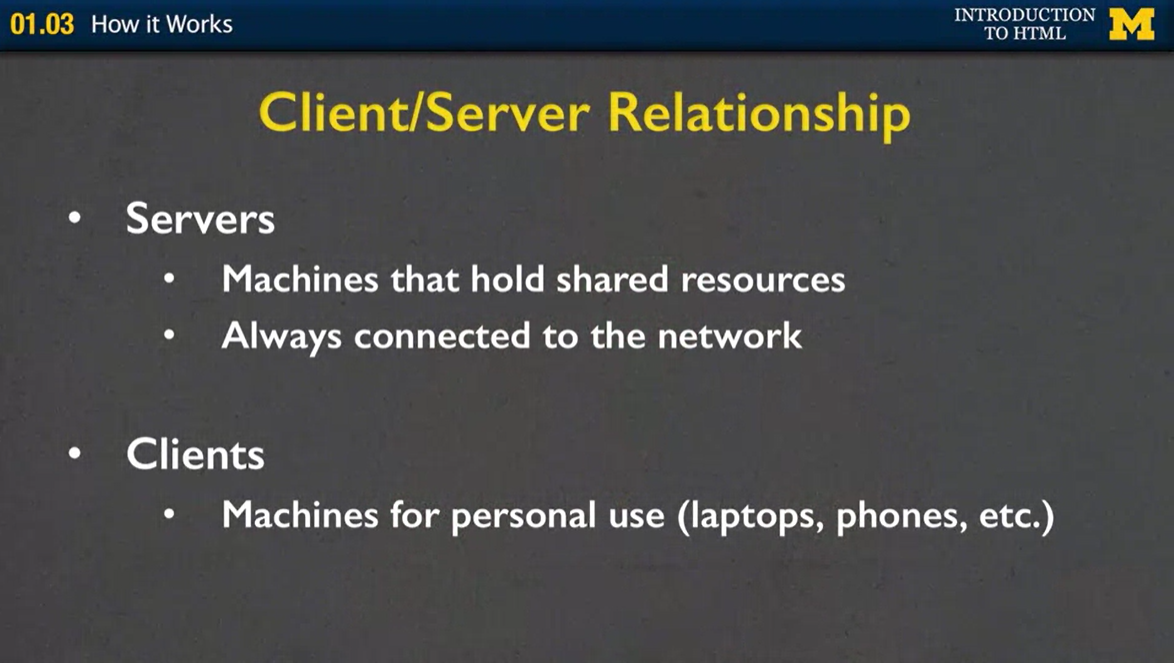 01.03 How it Works
INTRODUCTION
TO HTML
M
Client/Server Relationship
• Servers
• Machines that hold shared resources
• Always connected to the network
• Clients
• Machines for personal use (laptops, phones, etc.)